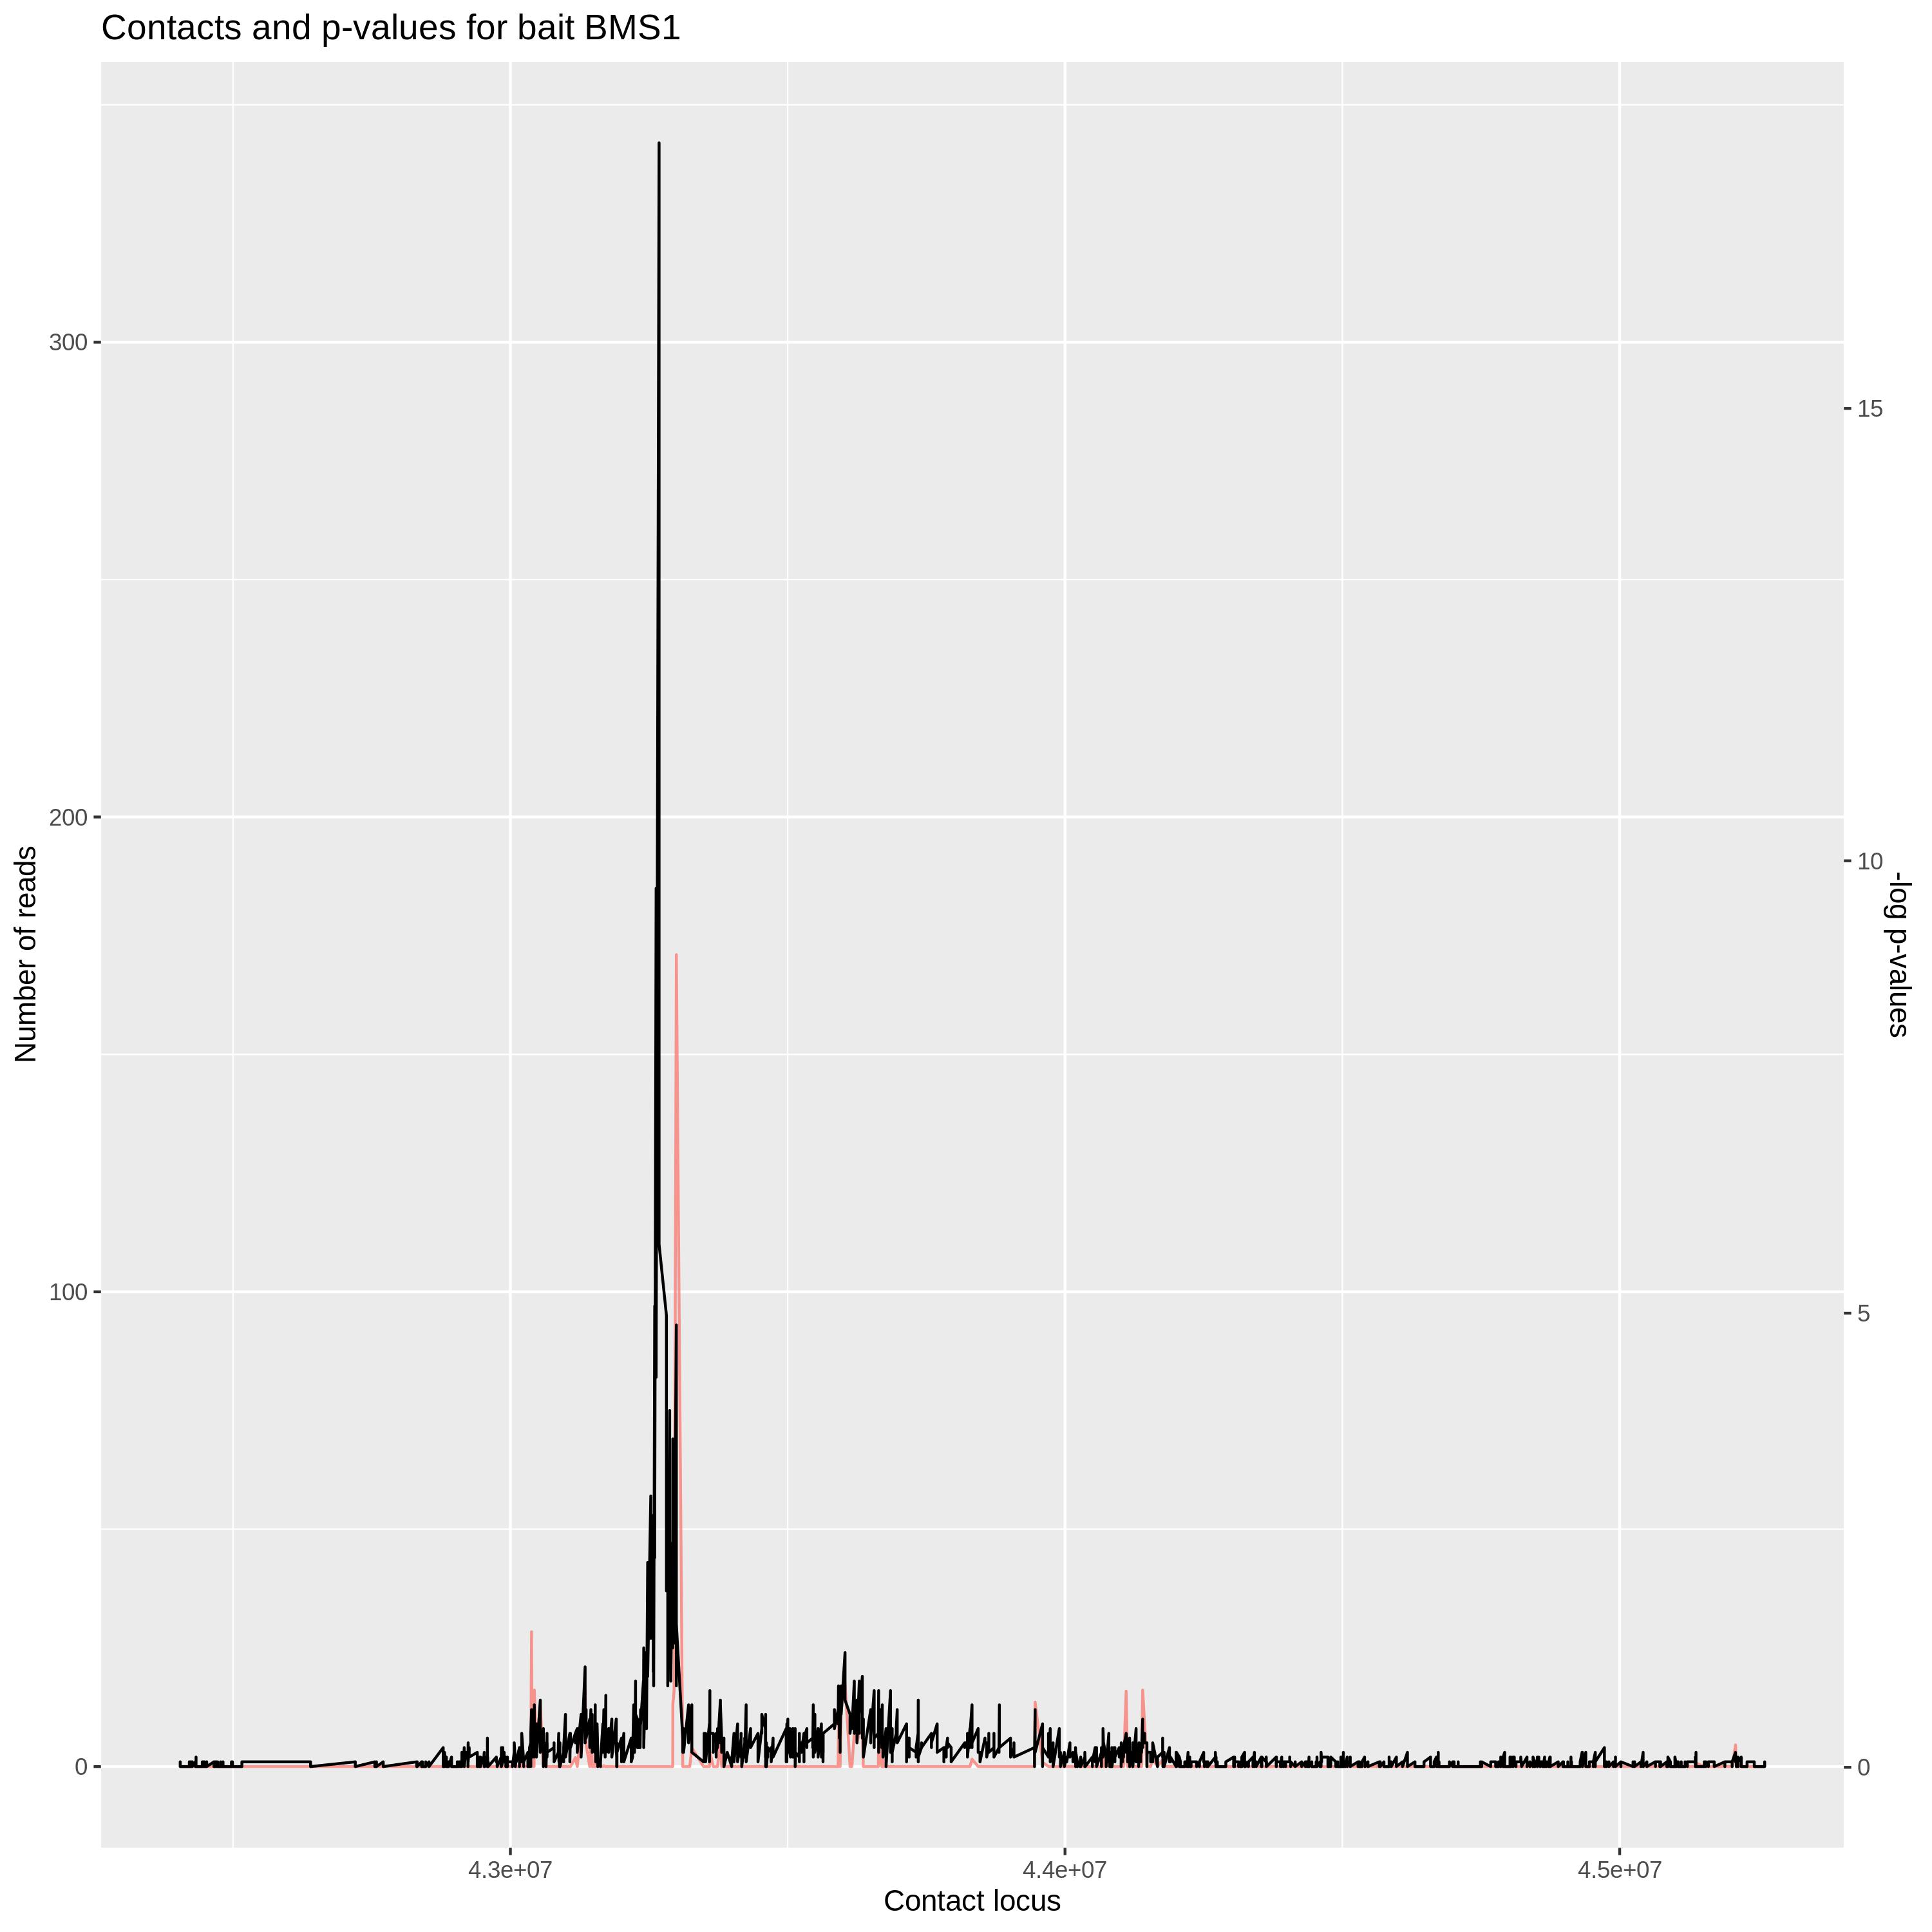 Contacts and p-values for bait BMS1
300
200
100
0
Number of reads
15
10
5
0
-log p-values
4.3e+07
4.4e+07
4.5e+07
Contact locus